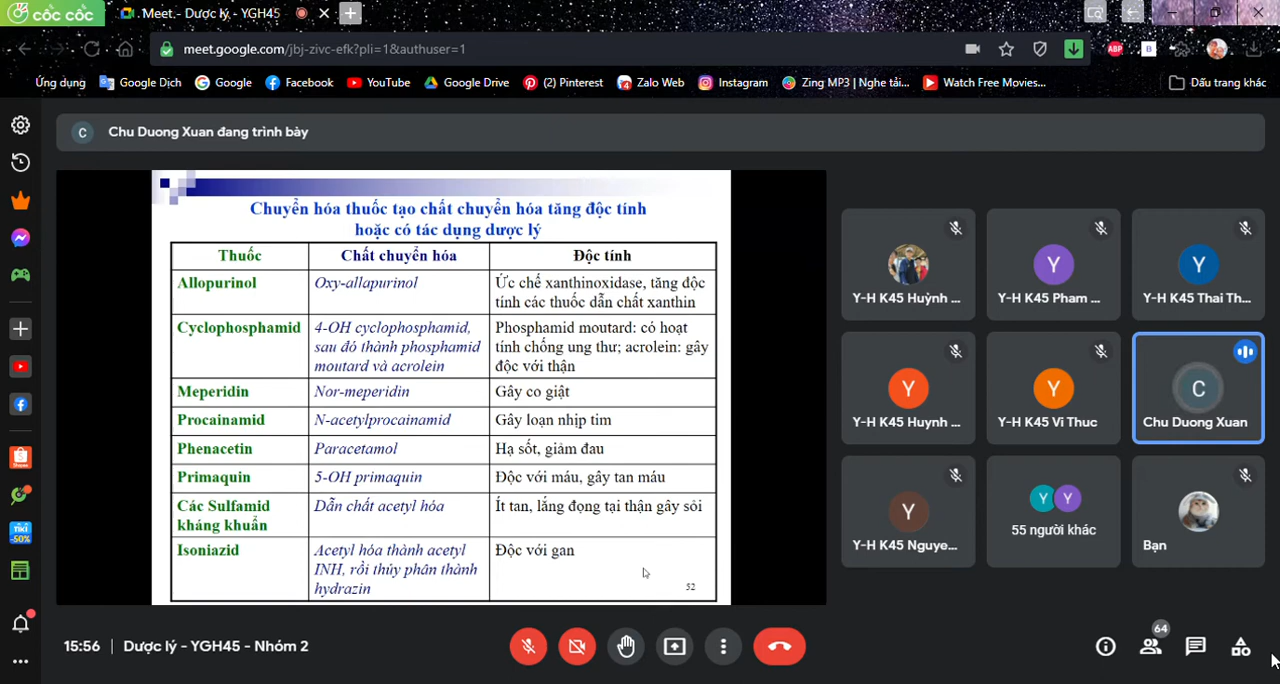 cốc cốc
Meet - Dược lý - YGH45
meet.google.com/jbj-zivc-efk?pli=1&authuser=1
ABP
B
Ứng dụng
Google Dịch
Google
Facebook
YouTube
Google Drive
(2) Pinterest
Zalo Web
Instagram
Zing MP3 | Nghe tải...
Watch Free Movies...
Dấu trang khác
C
Chu Duong Xuan đang trình bày
Chuyển hóa thuốc tạo chất chuyển hóa tăng độc tính
hoặc có tác dụng dược lý
Thuốc
Chất chuyển hóa
Độc tính
Allopurinol
Oxy-allapurinol
Ức chế xanthinoxidase, tăng độc
tính các thuốc dẫn chất xanthin
Cyclophosphamid
4-OH cyclophosphamid,
sau đó thành phosphamid
moutard và acrolein
Phosphamid moutard: có hoạt
tính chống ung thư; acrolein: gây
độc với thận
Meperidin
Nor-meperidin
Gây co giật
Procainamid
N-acetylprocainamid
Gây loạn nhịp tim
Phenacetin
Paracetamol
Hạ sốt, giảm đau
Primaquin
5-OH primaquin
Độc với máu, gây tan máu
Các Sulfamid
kháng khuẩn
Dẫn chất acetyl hóa
Ít tan, lắng đọng tại thận gây sỏi
Isoniazid
Acetyl hóa thành acetyl
INH, rồi thủy phân thành
hydrazin
Độc với gan
52
Y-H K45 Huỳnh ...
Y
Y-H K45 Pham ...
Y
Y-H K45 Thai Th...
Y
Y-H K45 Huynh ...
Y
Y-H K45 Vi Thuc
C
Chu Duong Xuan
Y
Y-H K45 Nguye...
Y Y
55 người khác
Bạn
TIKI
-50%
15:56 | Dược lý - YGH45 - Nhóm 2
64